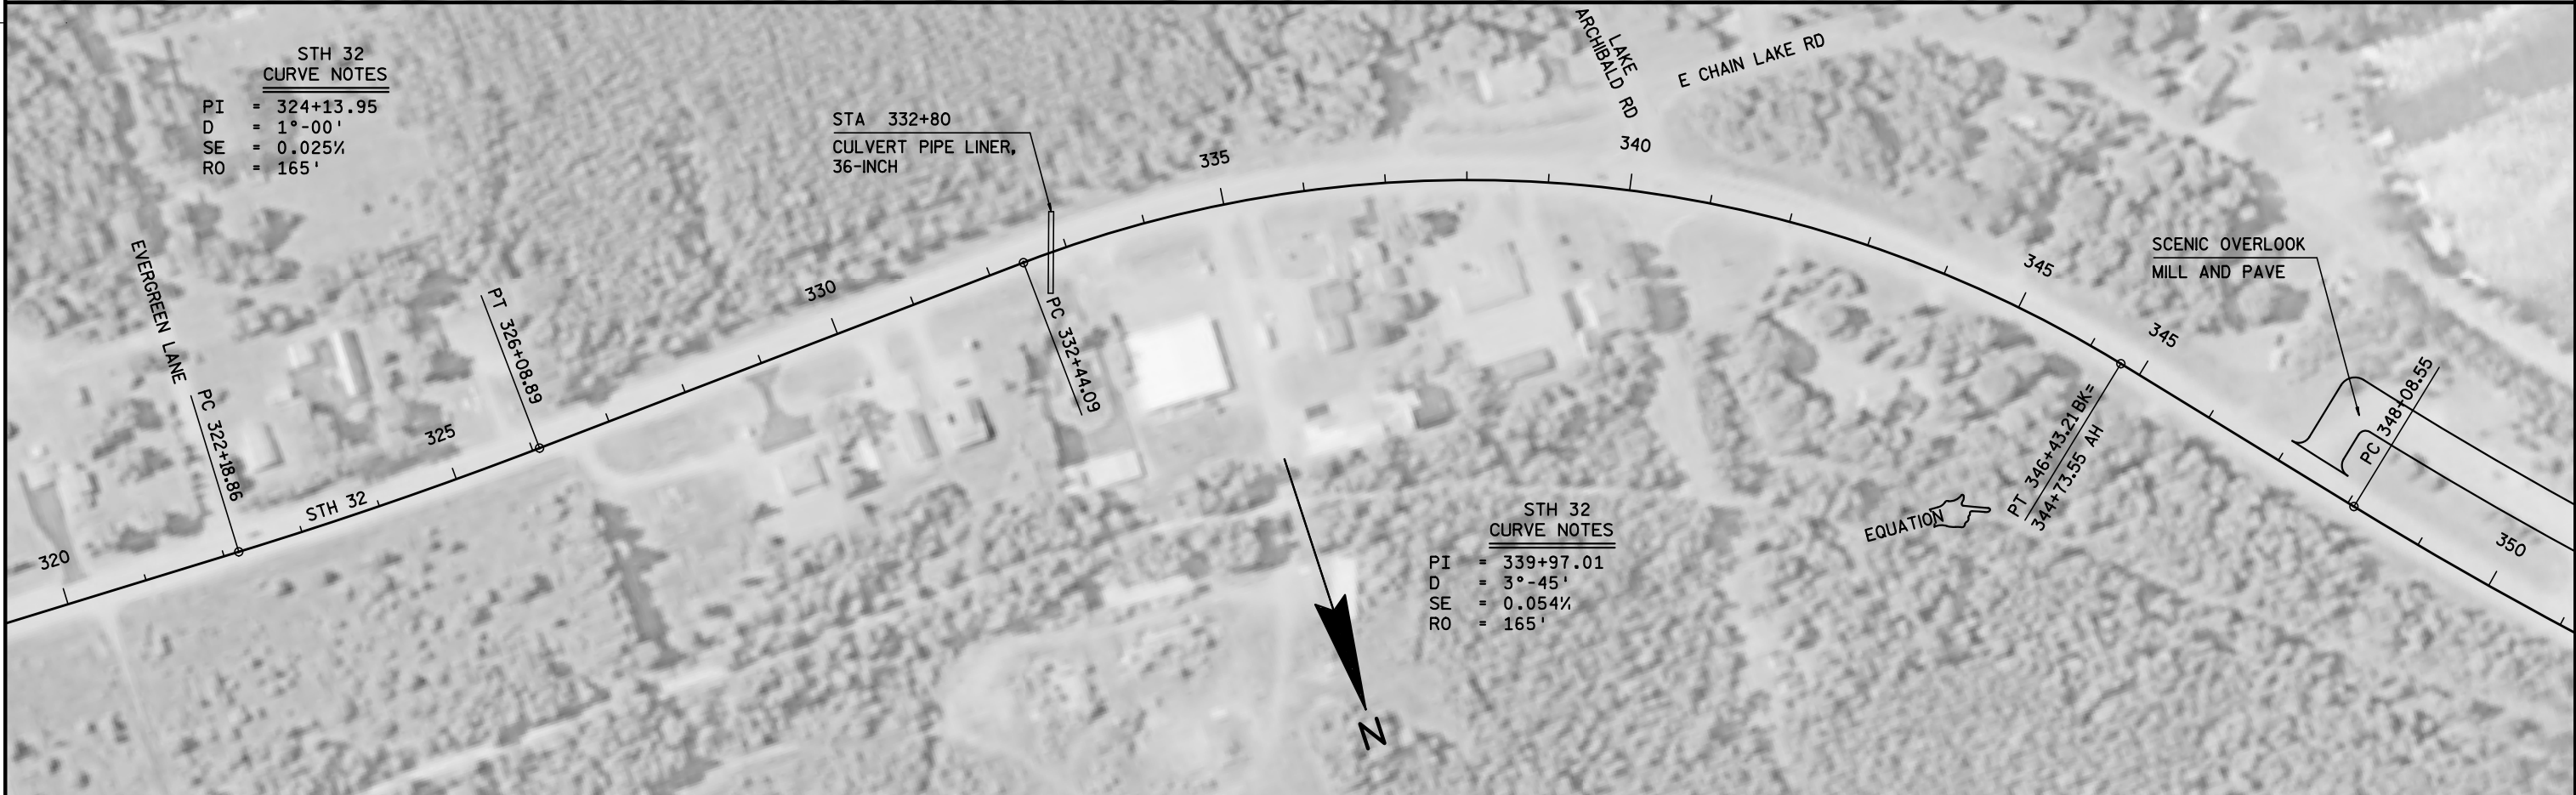 STH 32
CURVE NOTES
PI = 324+13.95
D = 1°-00'
SE = 0.025%
RO = 165'
STA 332+80
CULVERT PIPE LINER,
36-INCH
LAKE
ARCHIBALD RD
E CHAIN LAKE RD
EVERGREEN LANE
PC 322+18.86
PT 326+08.89
STH 32
320
325
330
335
340
345
345
350
PC 332+44.09
SCENIC OVERLOOK
MILL AND PAVE
PC 348+08.55
PT 346+43.21 BK=
344+73.55 AH
EQUATION
STH 32
CURVE NOTES
PI = 339+97.01
D = 3°-45'
SE = 0.054%
RO = 165'
N